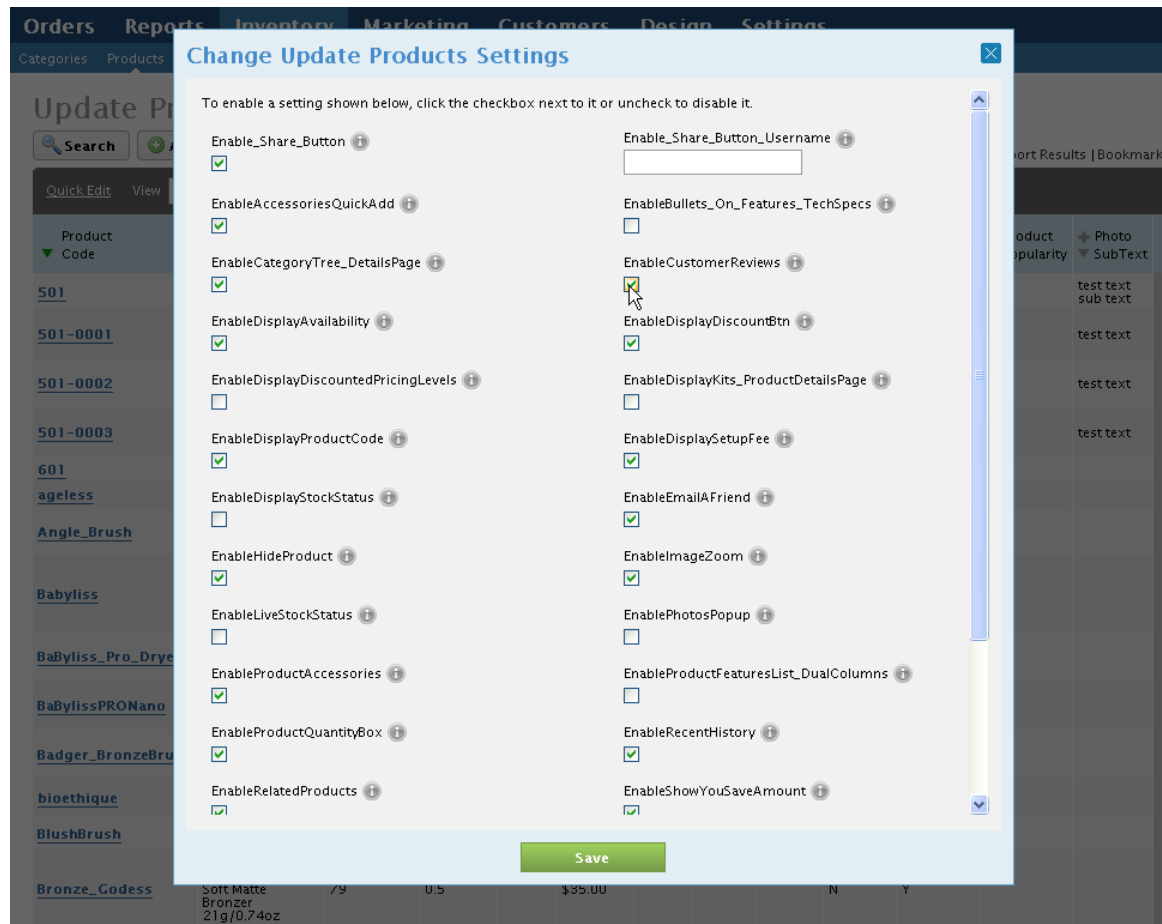 Orders Reports Inventory Marketing Customers Design Settings
Categories Products
Change Update Products Settings
Update Pr
Search
ort Results | Bookmark
Quick Edit View
Product Code
oduct opularity
Photo SubText
To enable a setting shown below, click the checkbox next to it or uncheck to disable it.
Enable_Share_Button
Enable_Share_Button_Username
EnableAccessoriesQuickAdd
EnableBullets_On_Features_TechSpecs
EnableCategoryTree_DetailsPage
EnableCustomerReviews
EnableDisplayAvailability
EnableDisplayDiscountBtn
EnableDisplayDiscountedPricingLevels
EnableDisplayKits_ProductDetailsPage
EnableDisplayProductCode
EnableDisplaySetupFee
EnableDisplayStockStatus
EnableEmailAFriend
EnableHideProduct
EnableImageZoom
EnableLiveStockStatus
EnablePhotosPopup
EnableProductAccessories
EnableProductFeaturesList_DualColumns
EnableProductQuantityBox
EnableRecentHistory
EnableRelatedProducts
EnableShowYouSaveAmount
Save
501
test text
sub text
501-0001
test text
501-0002
test text
501-0003
test text
601
ageless
Angle_Brush
Babyliss
BaByliss_Pro_Drye
BaBylissPRONano
Badger_BronzeBru
bioethique
BlushBrush
Bronze_Godess
Soft Matte 79 0.5 $35.00 N Y
Bronzer
21g/0.74oz